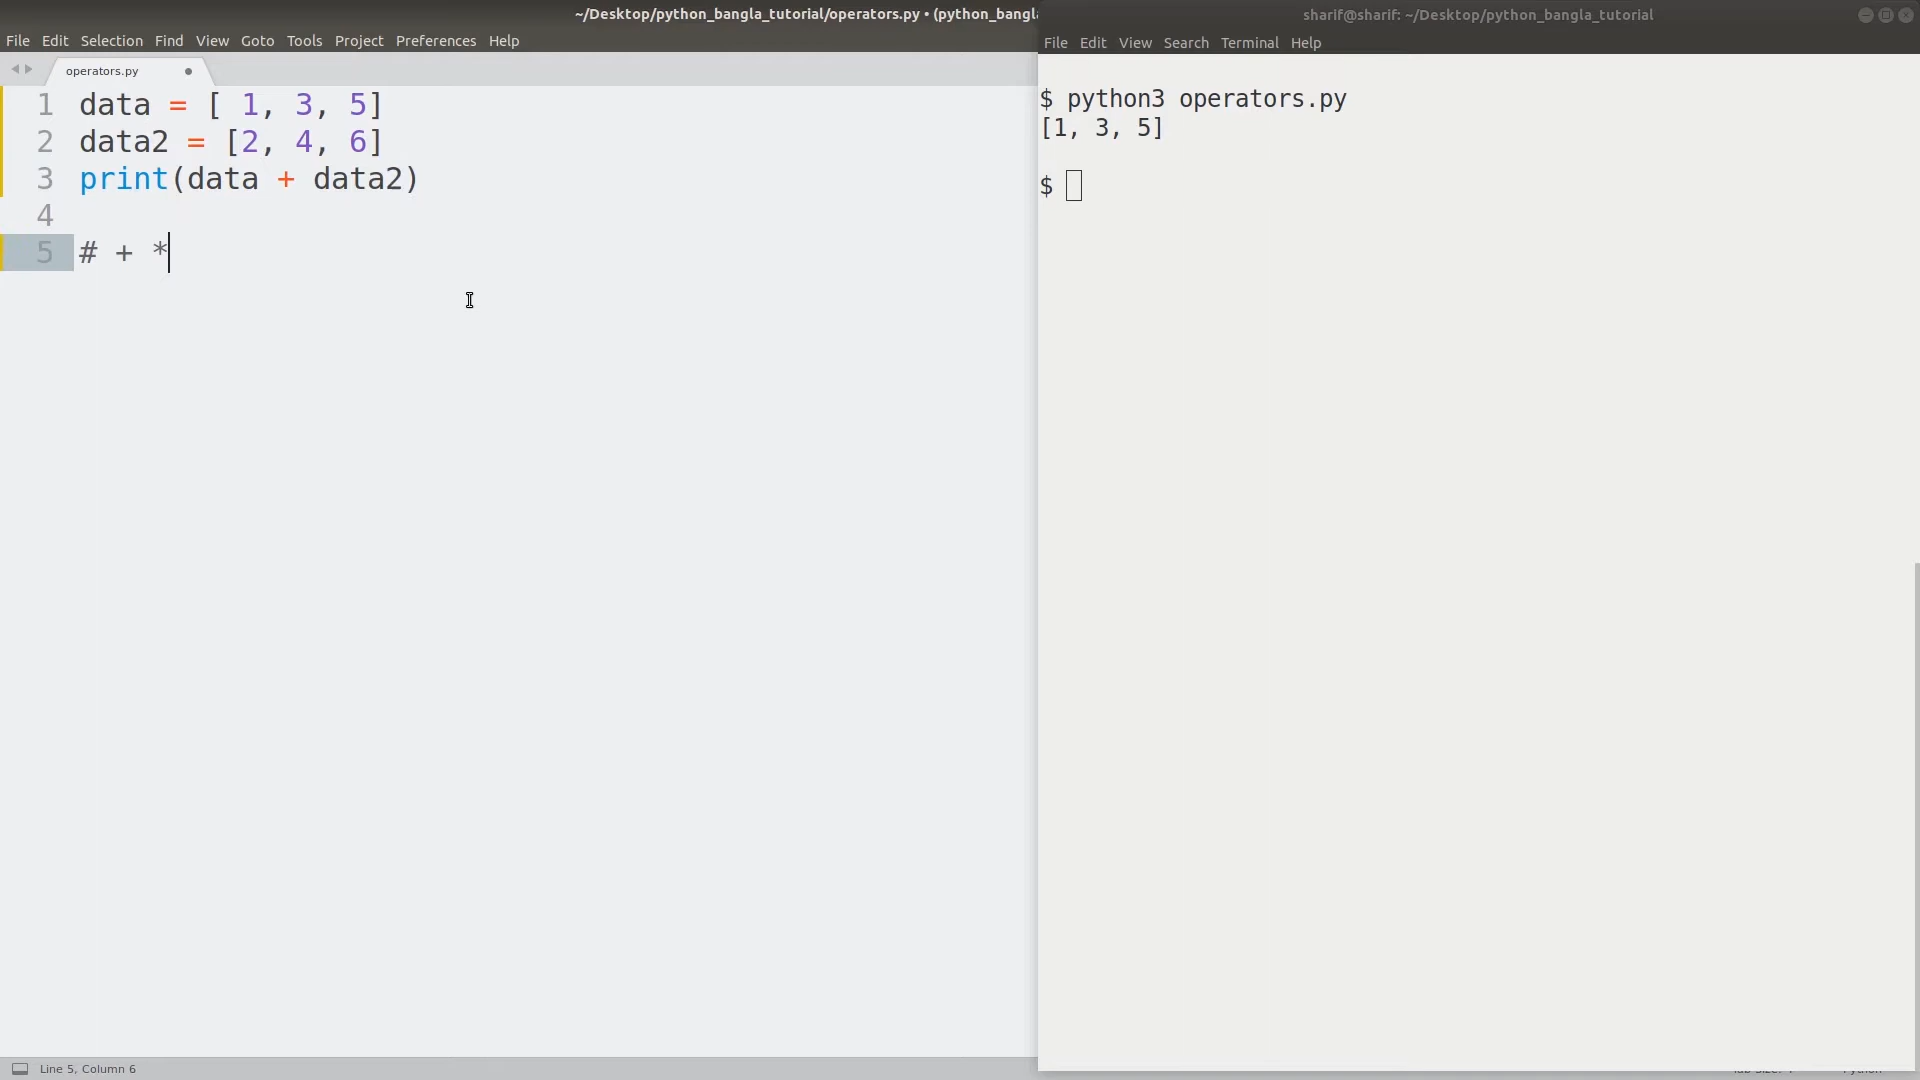 ~/Desktop/python_bangla_tutorial/operators.py • (python_bangla
File Edit Selection Find View Goto Tools Project Preferences Help
operators.py
1 data = [ 1, 3, 5]
2 data2 = [2, 4, 6]
3 print(data + data2)
4
5 # + *
Line 5, Column 6
sharif@sharif: ~/Desktop/python_bangla_tutorial
File Edit View Search Terminal Help
$ python3 operators.py
[1, 3, 5]
$